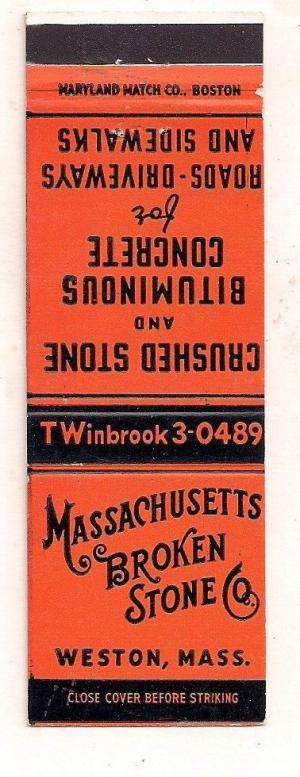 MARYLAND MATCH CO., BOSTON
CRUSHED STONE
AND
BITUMINOUS
CONCRETE
for
ROADS - DRIVEWAYS
AND SIDEWALKS
TWinbrook 3-0489
MASSACHUSETTS
BROKEN
STONE CO.
WESTON, MASS.
CLOSE COVER BEFORE STRIKING